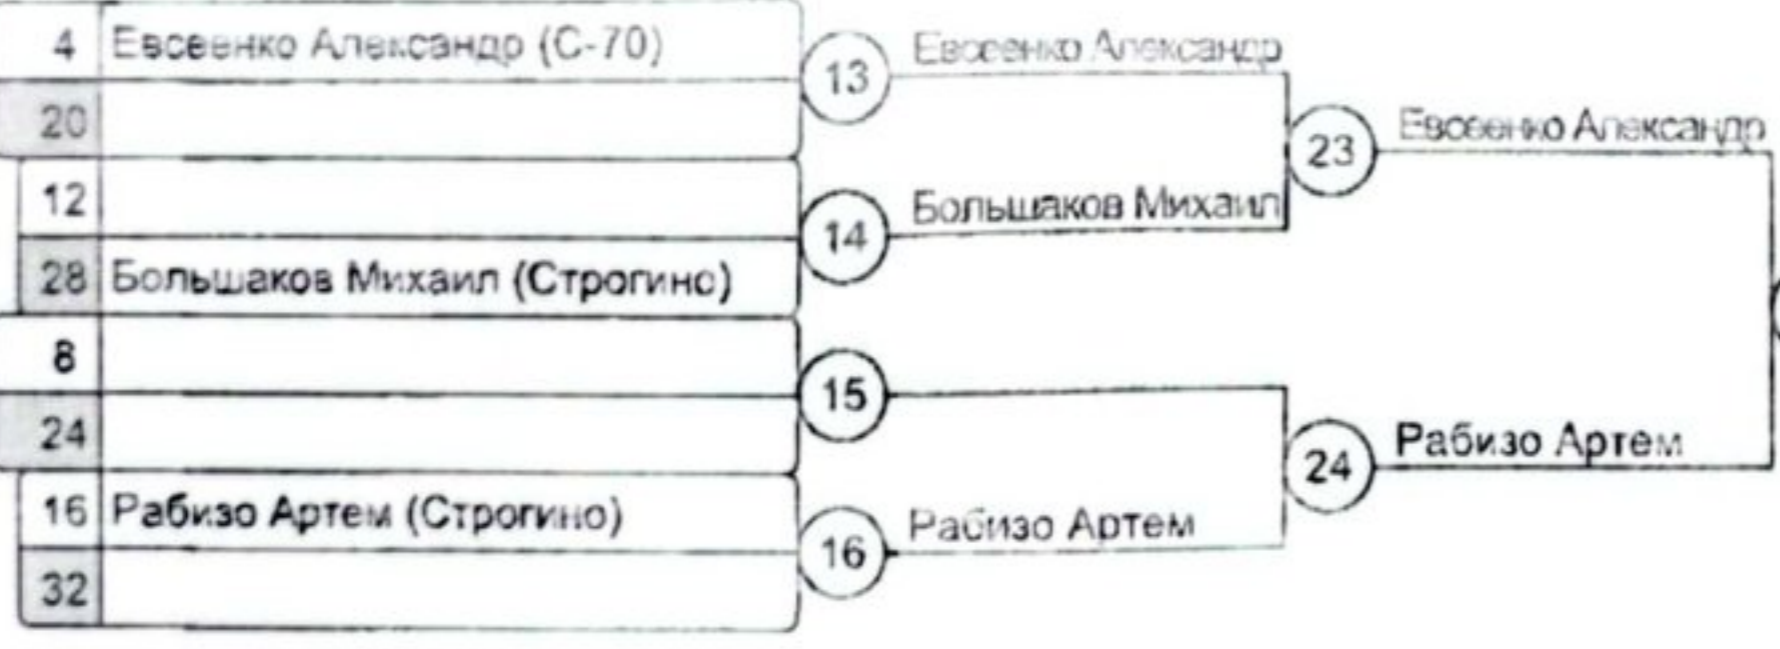 4 Евсеенко Александр (С-70)
20
12
28 Большаков Михаил (Строгино)
8
24
16 Рабизо Артем (Строгино)
32
13 Евсеенко Александр
14 Большаков Михаил
15
16 Рабизо Артем
23 Евсеенко Александр
24 Рабизо Артем